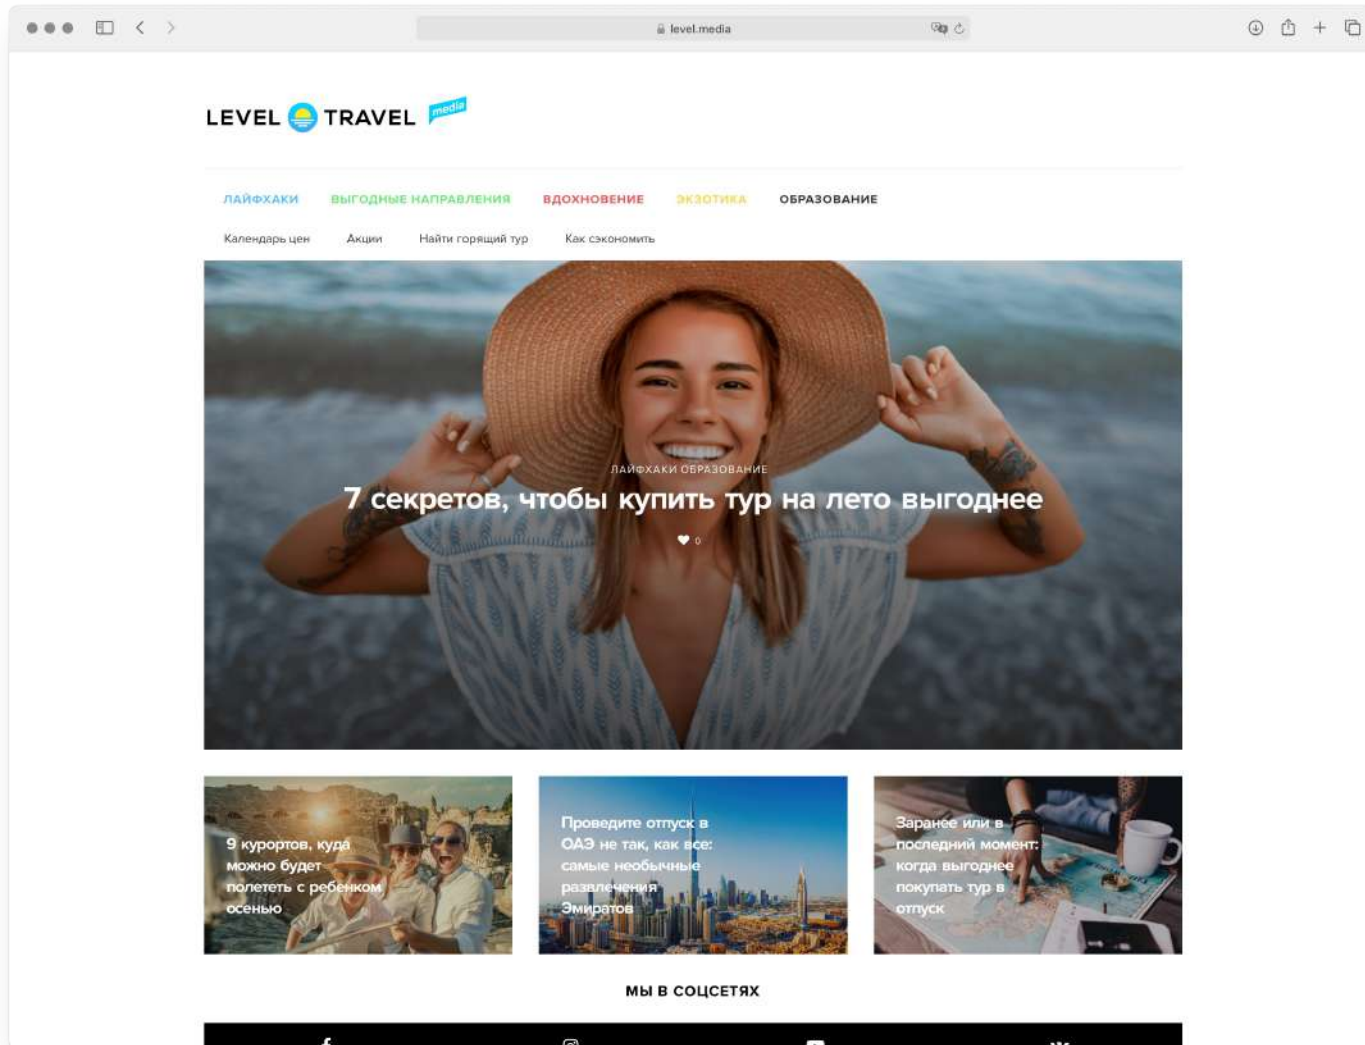 level.media
LEVEL TRAVEL media
ЛАЙФХАКИ ВЫГОДНЫЕ НАПРАВЛЕНИЯ ВДОХНОВЕНИЕ ЭКЗОТИКА ОБРАЗОВАНИЕ
Календарь цен Акции Найти горящий тур Как сэкономить
ЛАЙФХАКИ ОБРАЗОВАНИЕ
7 секретов, чтобы купить тур на лето выгоднее
0
9 курортов, куда
можно будет
полететь с ребенком
осенью
Проведите отпуск в
ОАЭ не так, как все:
самые необычные
развлечения
Эмиратов
Заранее или в
последний момент:
когда выгоднее
покупать тур в
отпуск
МЫ В СОЦСЕТЯХ